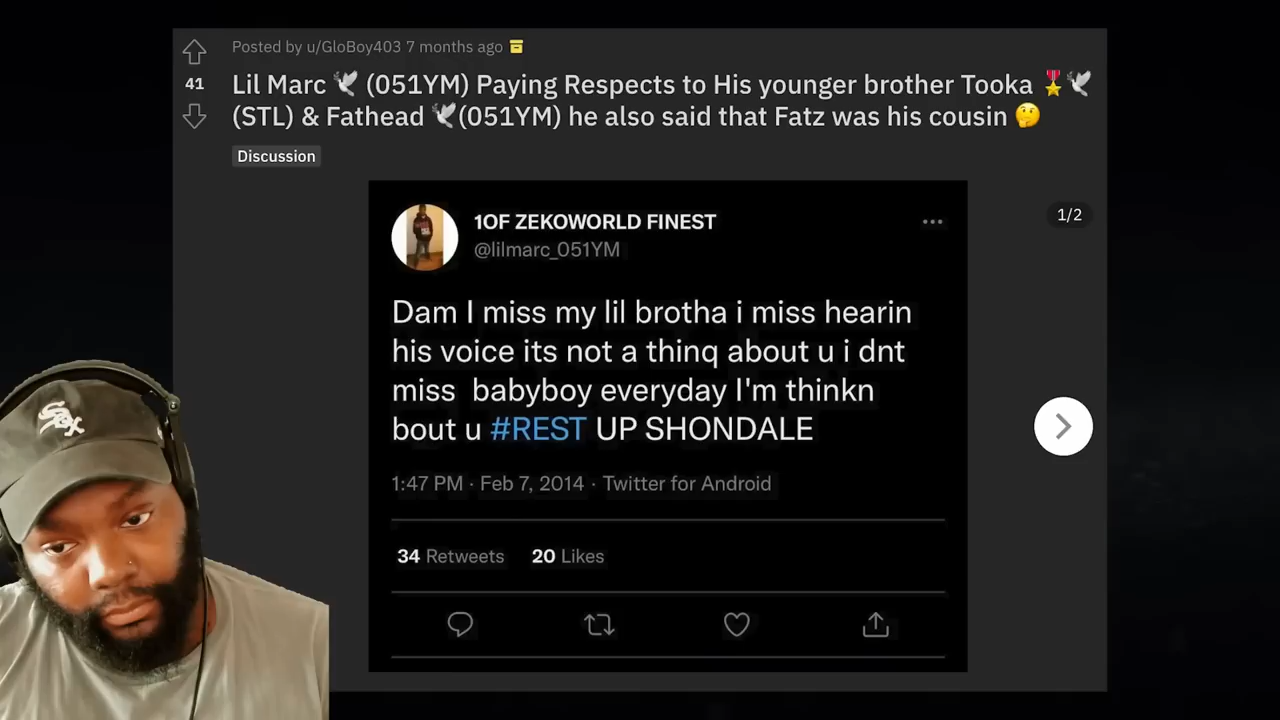 Posted by u/GloBoy403 7 months ago
41
Lil Marc 🕊 (051YM) Paying Respects to His younger brother Tooka 🎖🕊
(STL) & Fathead 🕊(051YM) he also said that Fatz was his cousin 🤔
Discussion
1/2
1OF ZEKOWORLD FINEST
@lilmarc_051YM
Dam I miss my lil brotha i miss hearin
his voice its not a thinq about u i dnt
miss babyboy everyday I'm thinkn
bout u #REST UP SHONDALE
1:47 PM · Feb 7, 2014 · Twitter for Android
34 Retweets 20 Likes
Sox